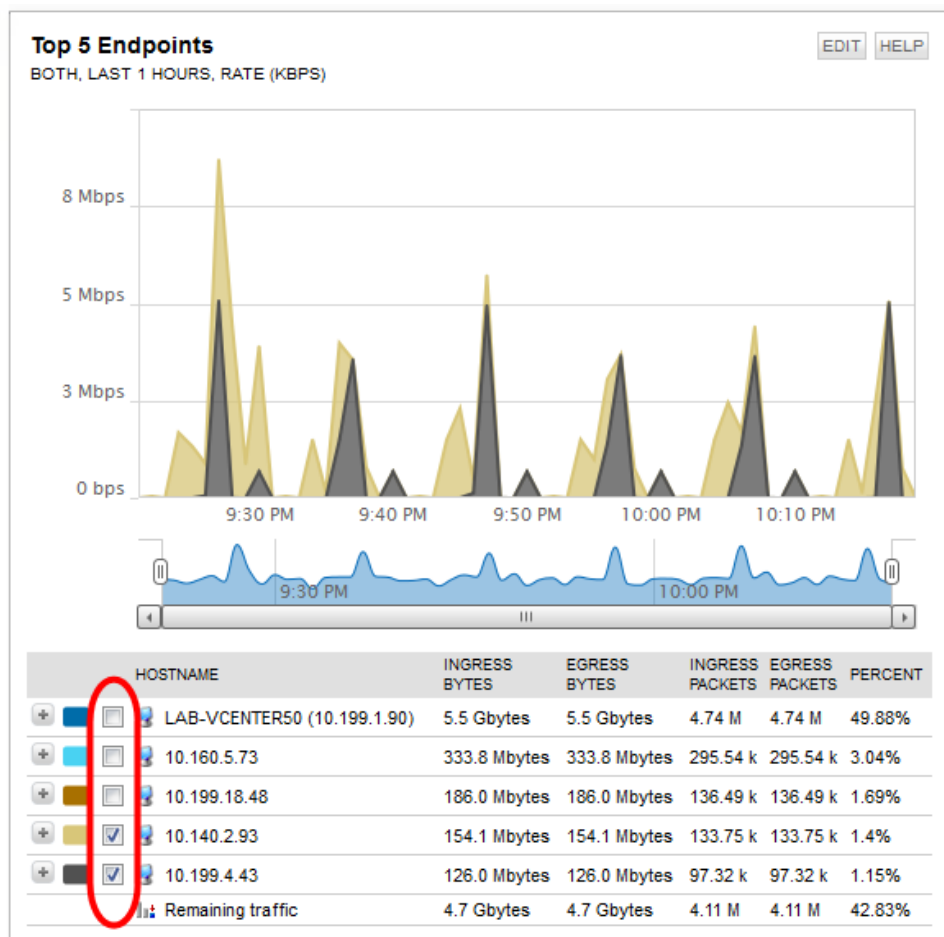 Top 5 Endpoints
EDIT HELP
BOTH, LAST 1 HOURS, RATE (KBPS)
8 Mbps
5 Mbps
3 Mbps
0 bps
9:30 PM 9:40 PM 9:50 PM 10:00 PM 10:10 PM
9:30 PM 10:00 PM
HOSTNAME INGRESS BYTES EGRESS BYTES INGRESS PACKETS EGRESS PACKETS PERCENT
LAB-VCENTER50 (10.199.1.90) 5.5 Gbytes 5.5 Gbytes 4.74 M 4.74 M 49.88%
10.160.5.73 333.8 Mbytes 333.8 Mbytes 295.54 k 295.54 k 3.04%
10.199.18.48 186.0 Mbytes 186.0 Mbytes 136.49 k 136.49 k 1.69%
10.140.2.93 154.1 Mbytes 154.1 Mbytes 133.75 k 133.75 k 1.4%
10.199.4.43 126.0 Mbytes 126.0 Mbytes 97.32 k 97.32 k 1.15%
Remaining traffic 4.7 Gbytes 4.7 Gbytes 4.11 M 4.11 M 42.83%